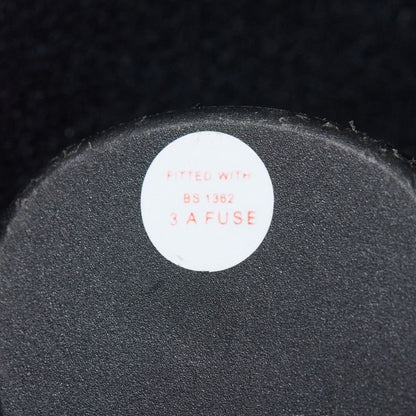 FITTED WITH
BS 1362
3 A FUSE